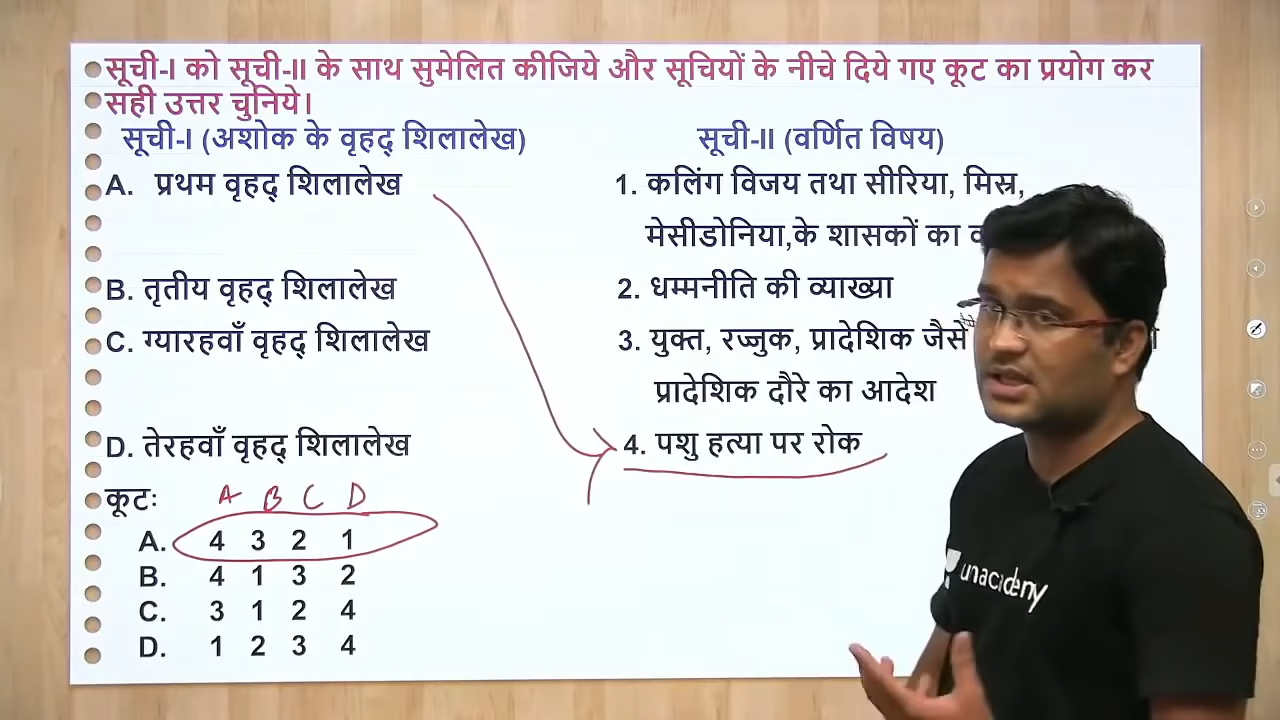 सूची-I को सूची-II के साथ सुमेलित कीजिये और सूचियों के नीचे दिये गए कूट का प्रयोग कर
सही उत्तर चुनिये।
सूची-I (अशोक के वृहद् शिलालेख) सूची-II (वर्णित विषय)
A. प्रथम वृहद् शिलालेख 1. कलिंग विजय तथा सीरिया, मिस्र,
मेसीडोनिया,के शासकों का
B. तृतीय वृहद् शिलालेख 2. धम्मनीति की व्याख्या
C. ग्यारहवाँ वृहद् शिलालेख 3. युक्त, रज्जुक, प्रादेशिक जैसे
प्रादेशिक दौरे का आदेश
D. तेरहवाँ वृहद् शिलालेख 4. पशु हत्या पर रोक
कूटः A B C D
A. 4 3 2 1
B. 4 1 3 2
C. 3 1 2 4
D. 1 2 3 4
unacademy